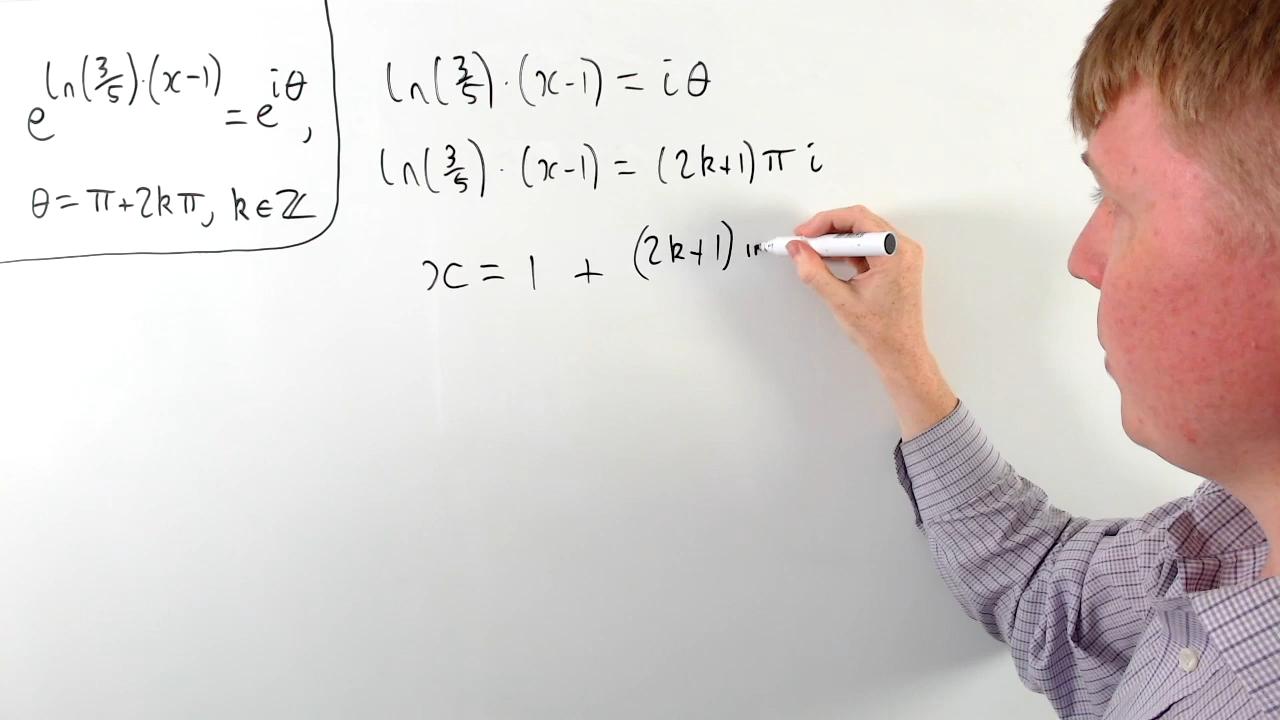 e^{ln(3/5)·(x-1)} = e^{iθ},
θ = π+2kπ, k∈ℤ
ln(3/5)·(x-1) = iθ
ln(3/5)·(x-1) = (2k+1)πi
x = 1 + (2k+1)